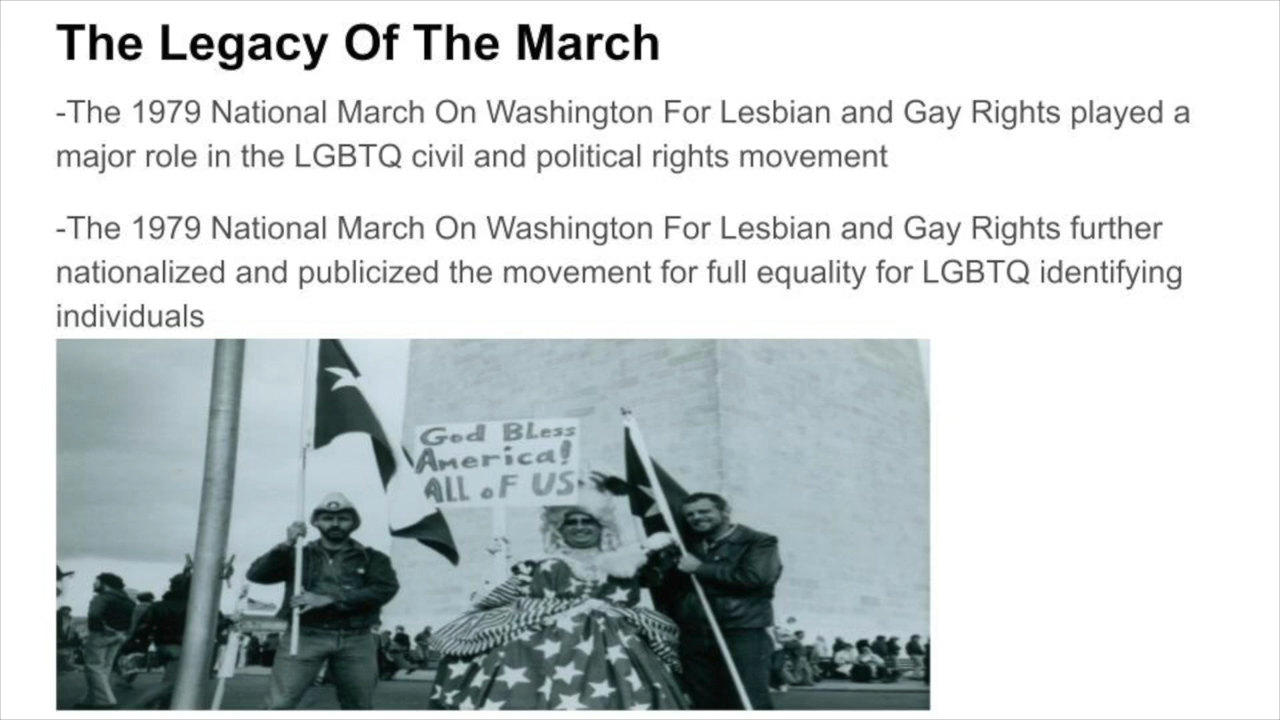 The Legacy Of The March
-The 1979 National March On Washington For Lesbian and Gay Rights played a
major role in the LGBTQ civil and political rights movement
-The 1979 National March On Washington For Lesbian and Gay Rights further
nationalized and publicized the movement for full equality for LGBTQ identifying
individuals
God BLess
America!
ALL oF US